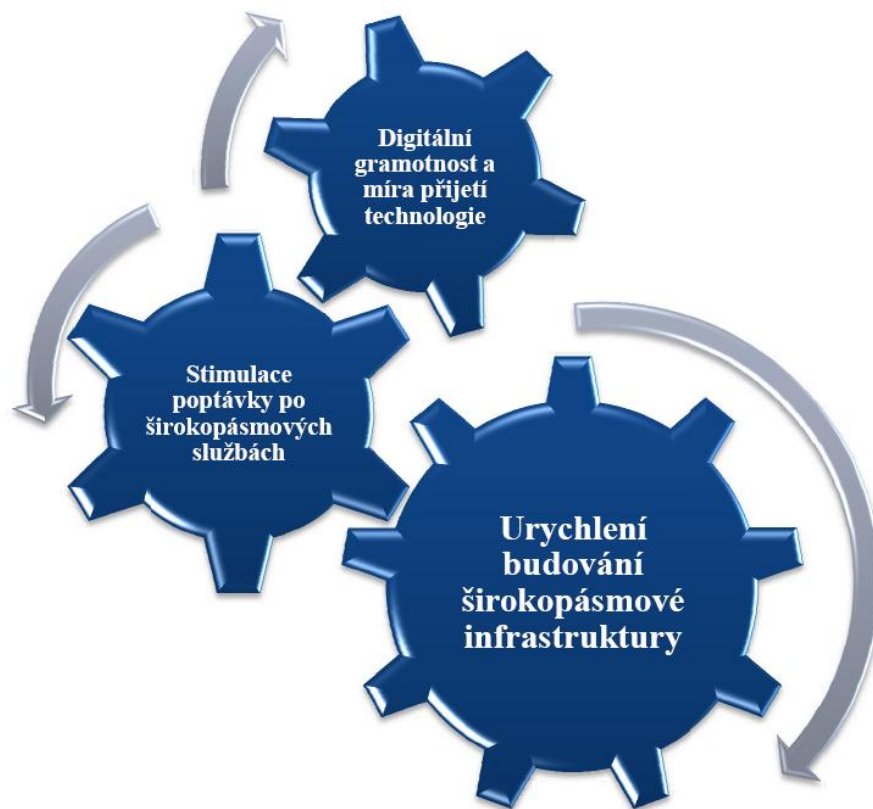 Digitální
gramotnost a
míra přijetí
technologie
Stimulace
poptávky po
širokopásmových
službách
Urychlení
budování
širokopásmové
infrastruktury